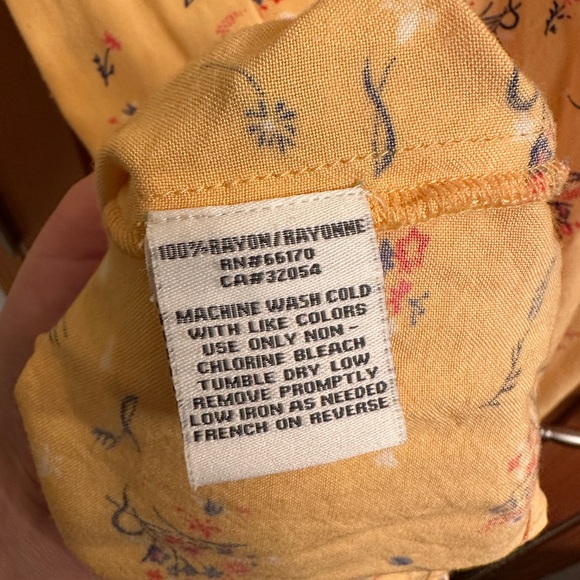 100%RAYON/RAYONNE
RN#66170
CA#32054
MACHINE WASH COLD
WITH LIKE COLORS
USE ONLY NON-
CHLORINE BLEACH
TUMBLE DRY LOW
REMOVE PROMPTLY
LOW IRON AS NEEDED
FRENCH ON REVERSE